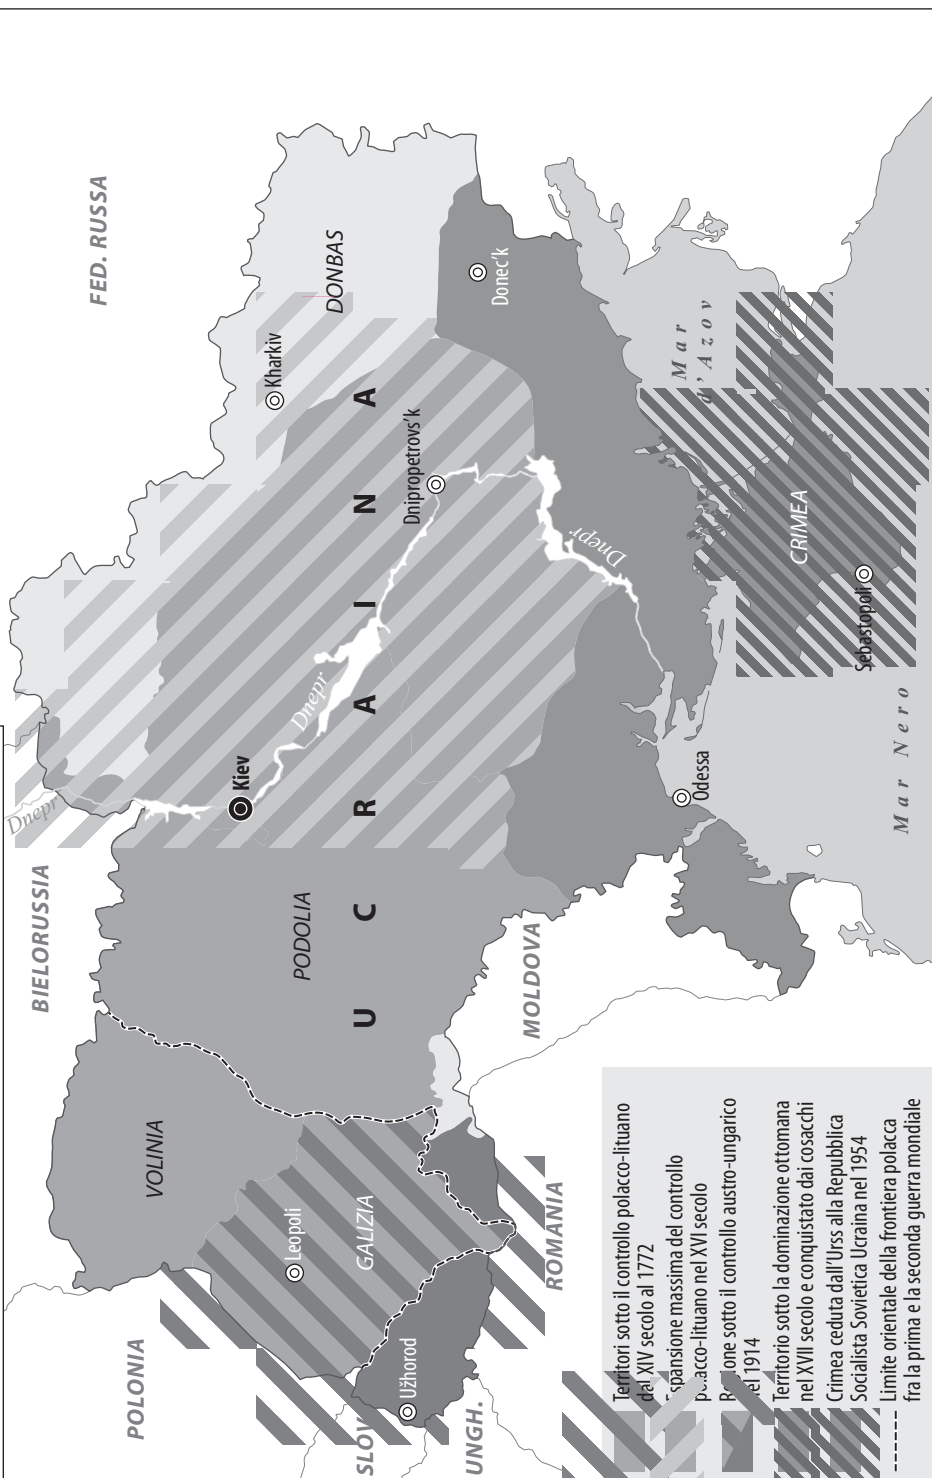 Dnepr
BIELORUSSIA
FED. RUSSA
POLONIA
VOLINIA
Kiev
Kharkiv
PODOLIA
Leopoli
Dnepr
DONBAS
GALIZIA
UCRAINA
SLOV.
Užhorod
Dnipropetrovs'k
Donec'k
UNGH.
MOLDOVA
ROMANIA
Dnepr
Odessa
Mar
d'Azov
CRIMEA
Sebastopoli
Mar Nero
Territori sotto il controllo polacco-lituano
dal XIV secolo al 1772
Espansione massima del controllo
polacco-lituano nel XVI secolo
Regione sotto il controllo austro-ungarico
nel 1914
Territorio sotto la dominazione ottomana
nel XVII secolo e conquistato dai cosacchi
Crimea ceduta dall'Urss alla Repubblica
Socialista Sovietica Ucraina nel 1954
Limite orientale della frontiera polacca
fra la prima e la seconda guerra mondiale